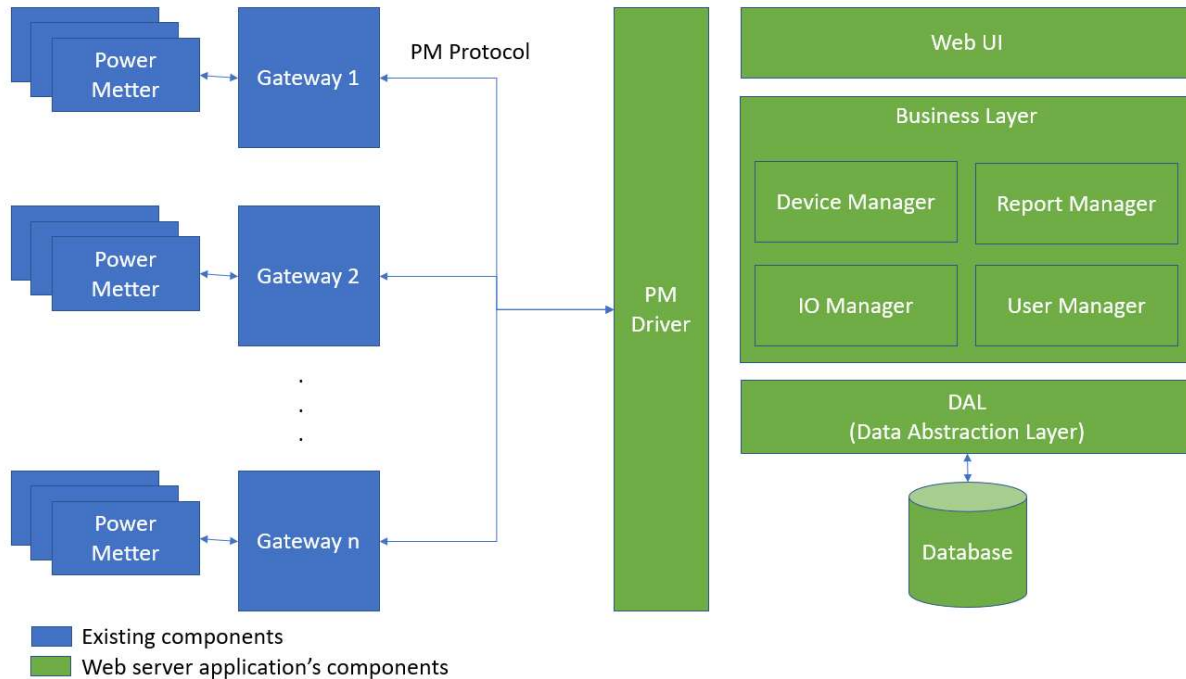 Power
Metter
Gateway 1
PM Protocol
Power
Metter
Gateway 2
.
.
.
Power
Metter
Gateway n
PM
Driver
Web UI
Business Layer
Device Manager
Report Manager
IO Manager
User Manager
DAL
(Data Abstraction Layer)
Database
Existing components
Web server application's components